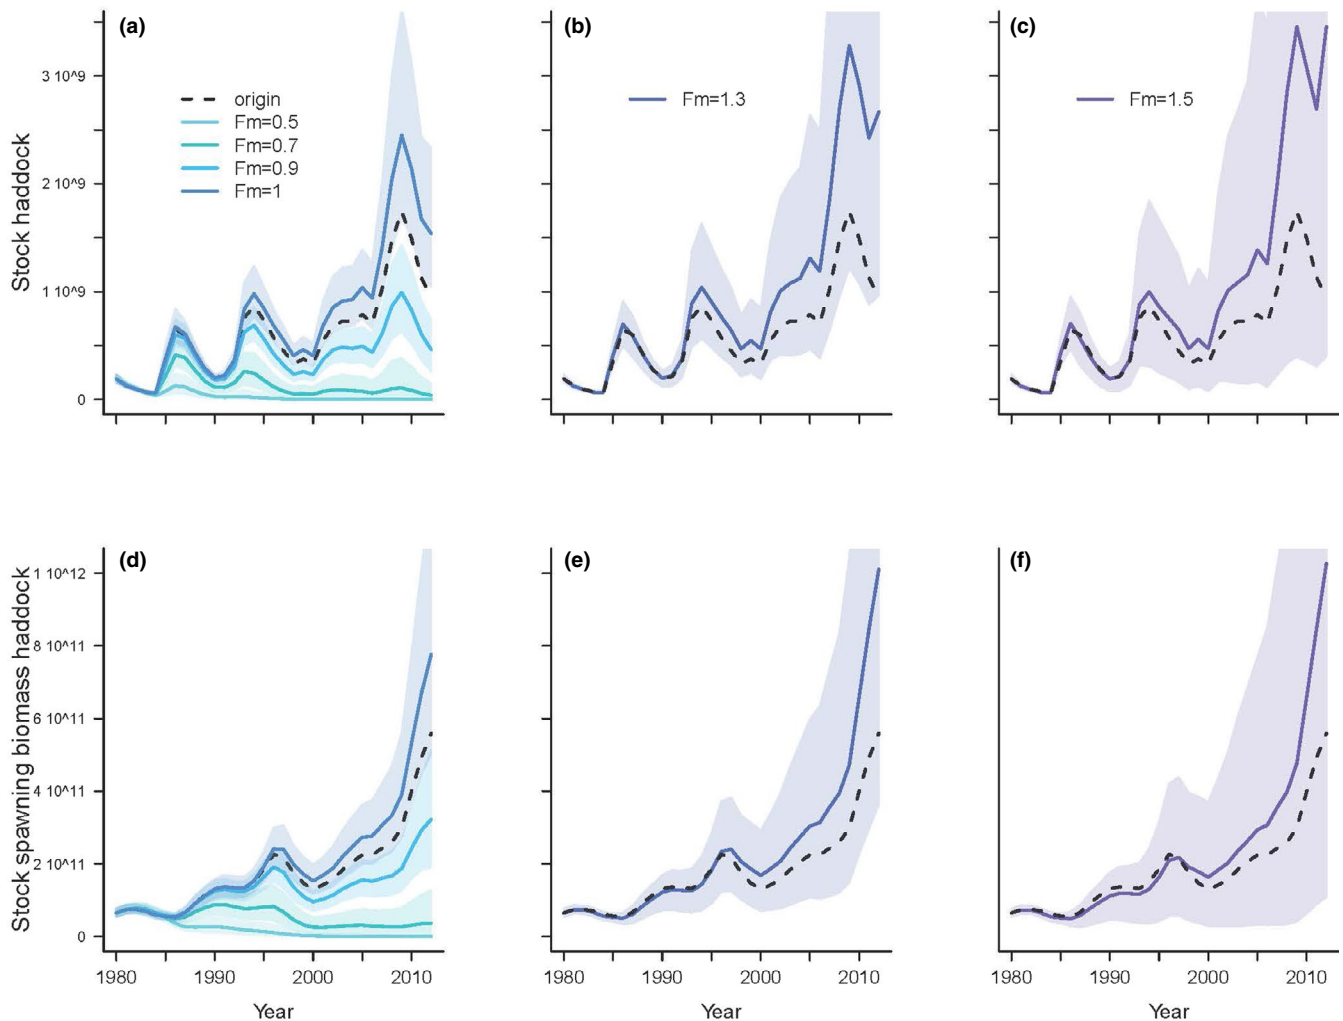 (a)
(b)
(c)
Stock haddock
3 10^9
2 10^9
1 10^9
0
origin
Fm=0.5
Fm=0.7
Fm=0.9
Fm=1
Fm=1.3
Fm=1.5
(d)
(e)
(f)
Stock spawning biomass haddock
1 10^12
8 10^11
6 10^11
4 10^11
2 10^11
0
1980 1990 2000 2010
1980 1990 2000 2010
1980 1990 2000 2010
Year
Year
Year